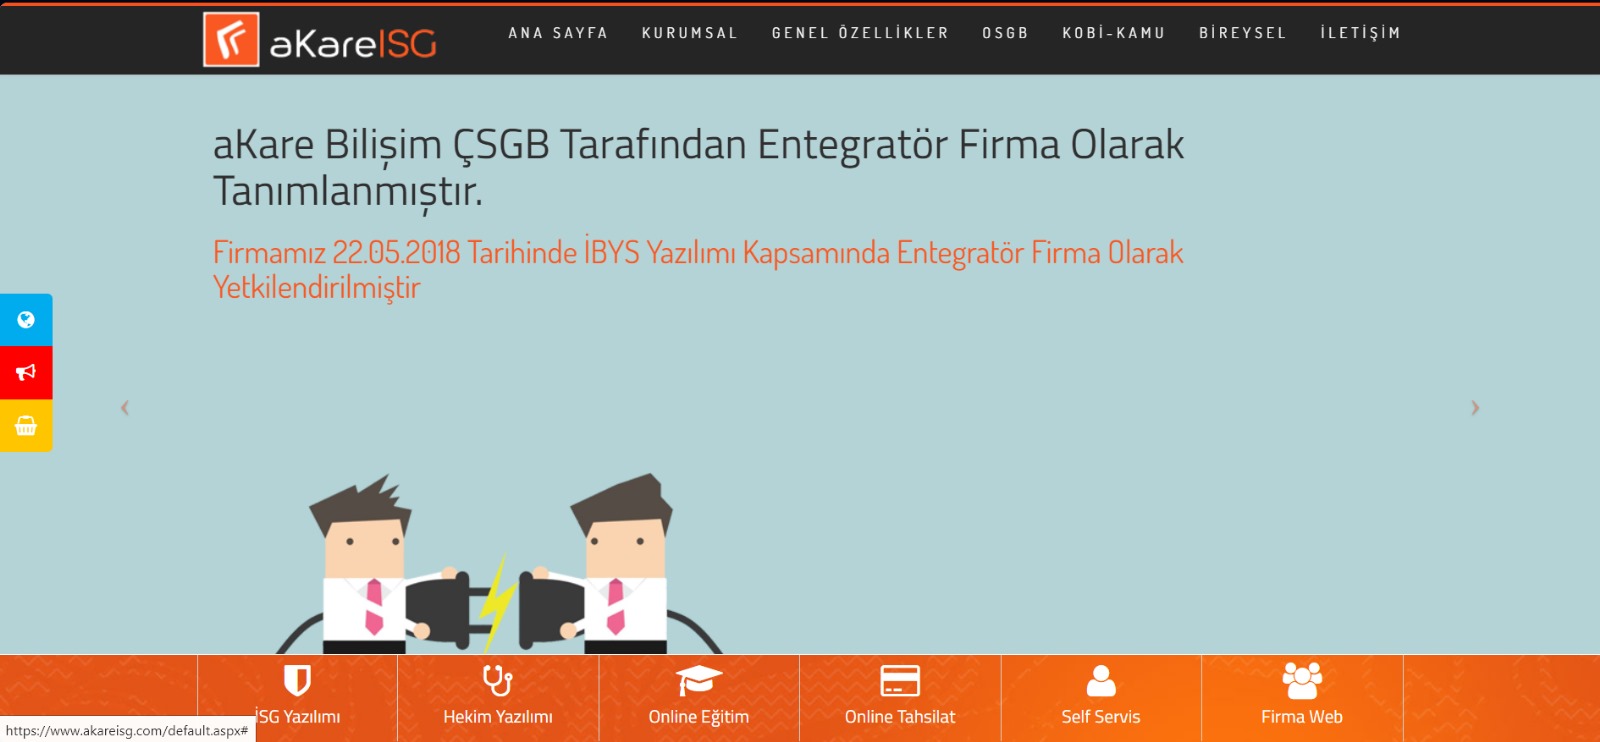 aKareISG
ANA SAYFA KURUMSAL GENEL ÖZELLİKLER OSGB KOBİ-KAMU BİREYSEL İLETİŞİM
aKare Bilişim ÇSGB Tarafından Entegratör Firma Olarak
Tanımlanmıştır.
Firmamız 22.05.2018 Tarihinde İBYS Yazılımı Kapsamında Entegratör Firma Olarak
Yetkilendirilmiştir
İSG Yazılımı Hekim Yazılımı Online Eğitim Online Tahsilat Self Servis Firma Web
https://www.akareisg.com/default.aspx#